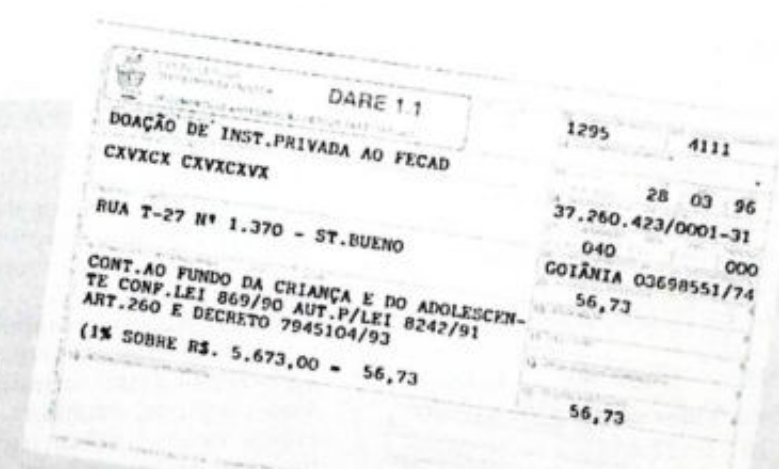 DARE 1.1
1295 4111
DOAÇÃO DE INST.PRIVADA AO FECAD
CXVXCX CXVXCXVX
28 03 96
37.260.423/0001-31
RUA T-27 Nº 1.370 - ST.BUENO
040 000
GOIÂNIA 03698551/74
CONT.AO FUNDO DA CRIANÇA E DO ADOLESCEN-
TE CONF.LEI 869/90 AUT.P/LEI 8242/91
ART.260 E DECRETO 7945104/93
56,73
(1% SOBRE R$. 5.673,00 = 56,73
56,73